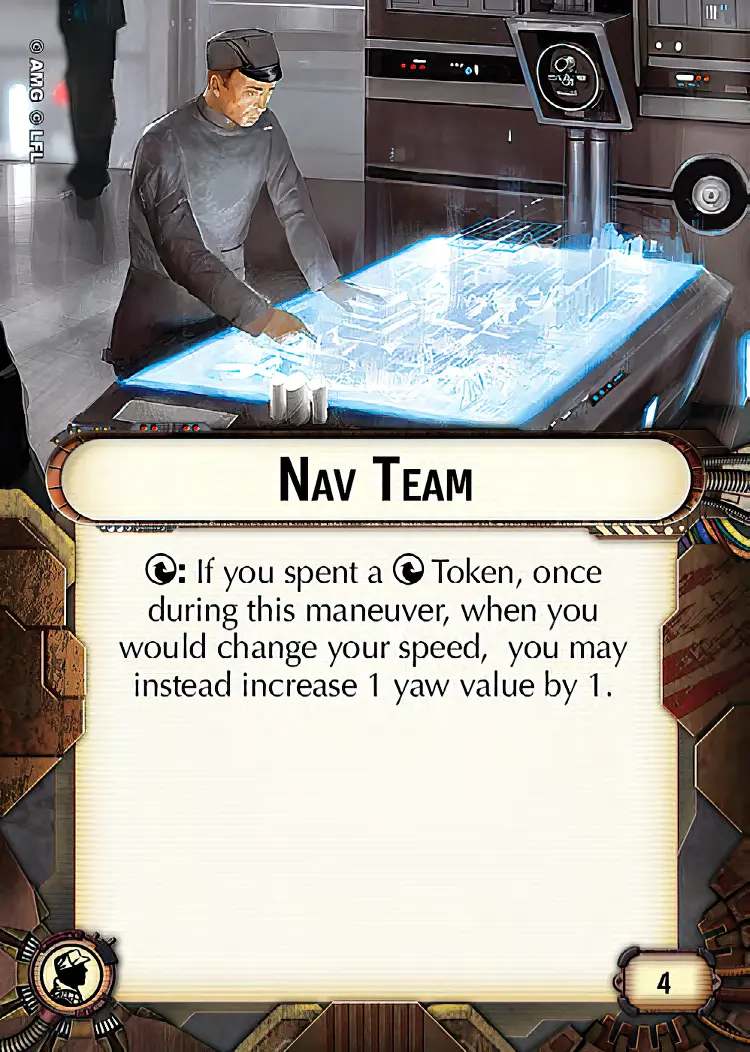 © AMG © LFL
NAV TEAM
: If you spent a Token, once
during this maneuver, when you
would change your speed, you may
instead increase 1 yaw value by 1.
4